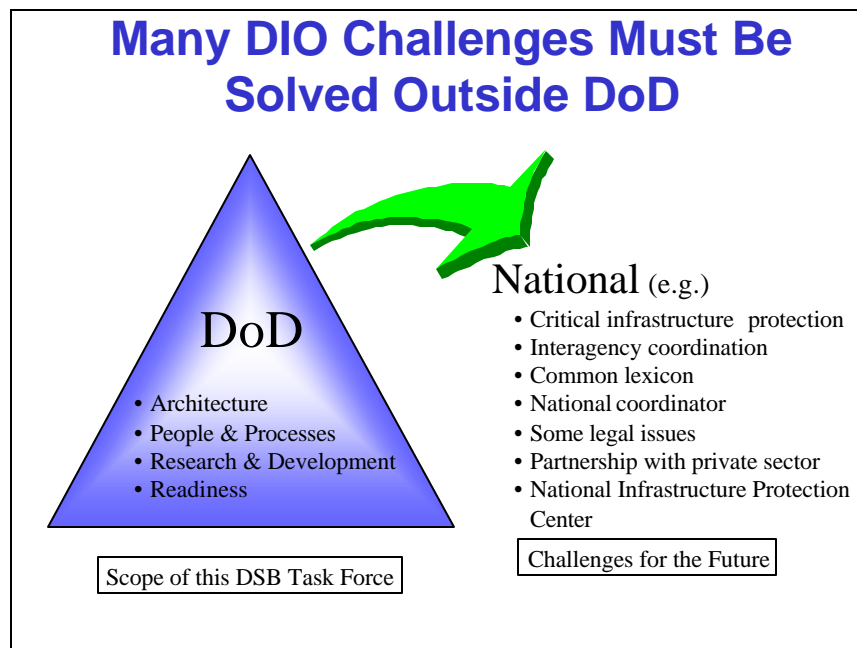 Many DIO Challenges Must Be
Solved Outside DoD
DoD
• Architecture
• People & Processes
• Research & Development
• Readiness
Scope of this DSB Task Force
National (e.g.)
• Critical infrastructure protection
• Interagency coordination
• Common lexicon
• National coordinator
• Some legal issues
• Partnership with private sector
• National Infrastructure Protection
Center
Challenges for the Future